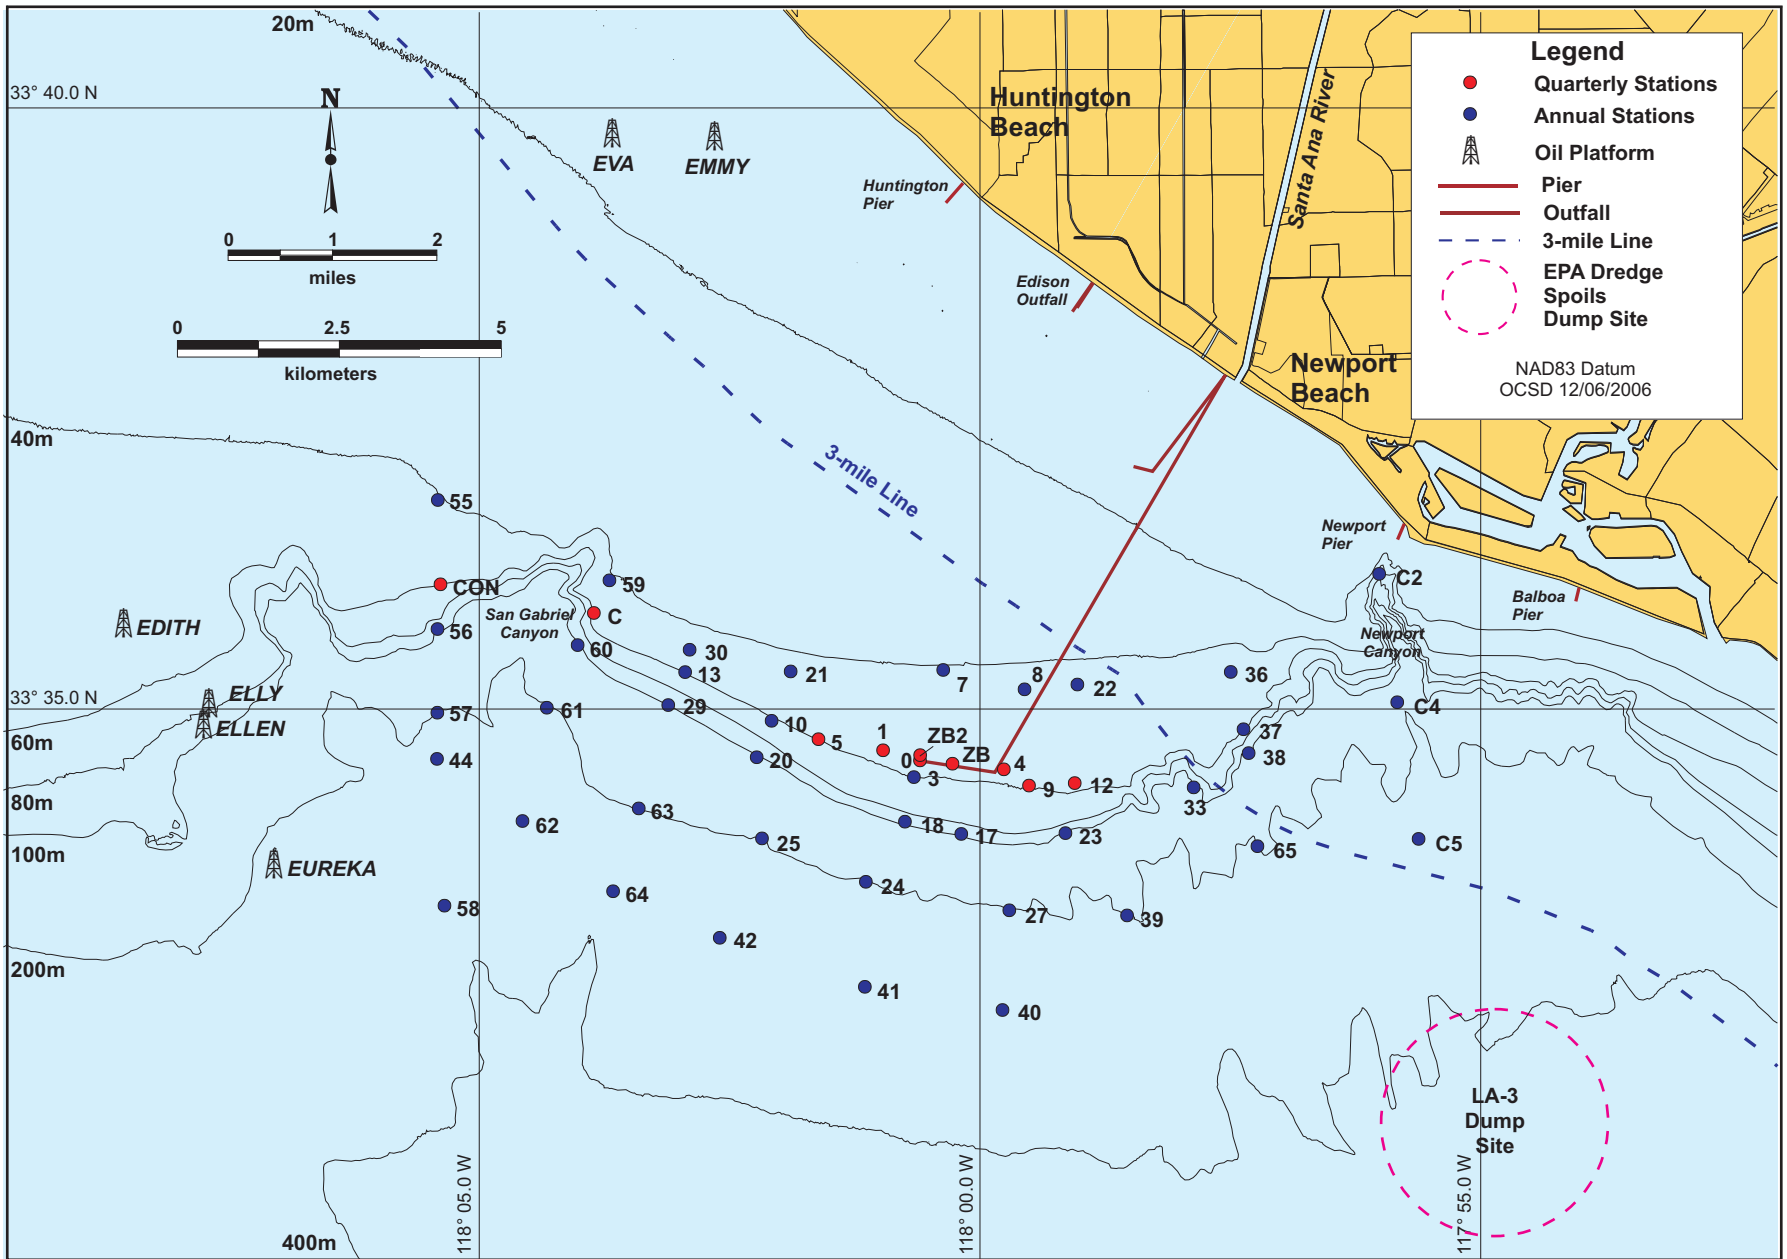 20m
33° 40.0 N
N
EVA
EMMY
0 1 2
miles
0 2.5 5
kilometers
Huntington
Beach
Santa Ana River
Huntington
Pier
Edison
Outfall
Newport
Beach
Legend
Quarterly Stations
Annual Stations
Oil Platform
Pier
Outfall
3-mile Line
EPA Dredge
Spoils
Dump Site
NAD83 Datum
OCSD 12/06/2006
40m
3-mile Line
55
Newport
Pier
CON
59
C2
Balboa
Pier
EDITH
56
San Gabriel
Canyon
C
60
30
13
21
7
8
22
36
Newport
Canyon
33° 35.0 N
ELLY
ELLEN
57
61
29
10
5
1
ZB2
0
ZB
4
C4
37
38
60m
44
20
3
9
12
33
80m
62
63
25
18
17
23
65
C5
100m
EUREKA
58
64
24
27
39
42
200m
41
40
LA-3
Dump
Site
118° 05.0 W
118° 00.0 W
117° 55.0 W
400m